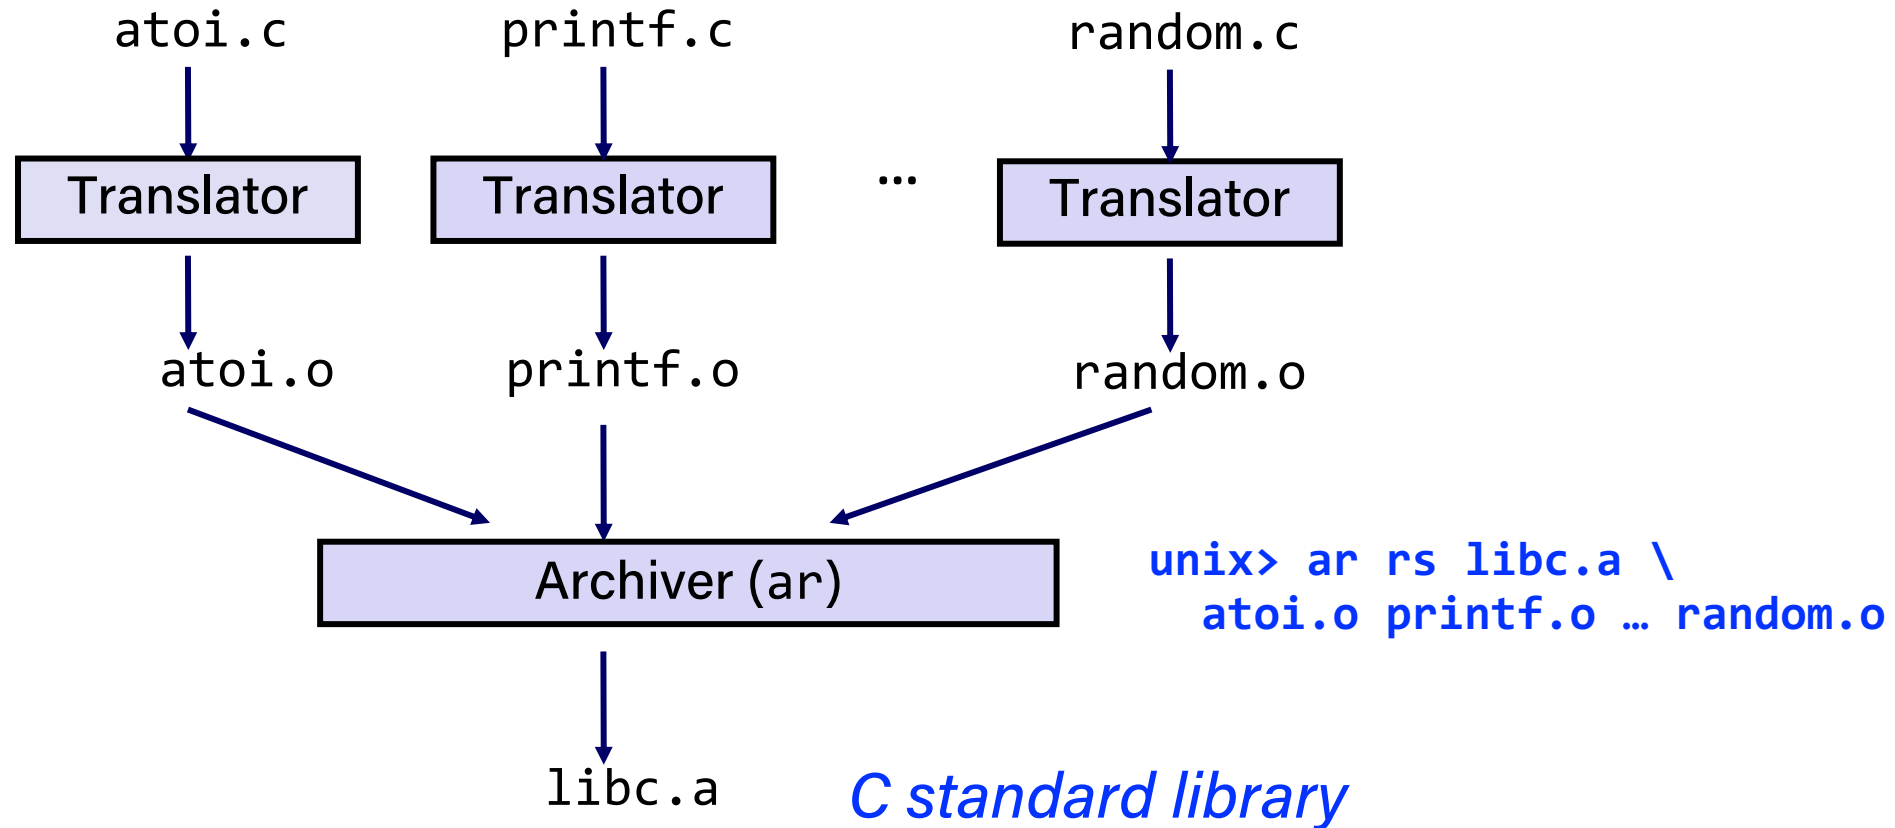 atoi.c printf.c random.c
Translator Translator ... Translator
atoi.o printf.o random.o
Archiver (ar)
unix> ar rs libc.a \
atoi.o printf.o … random.o
libc.a C standard library